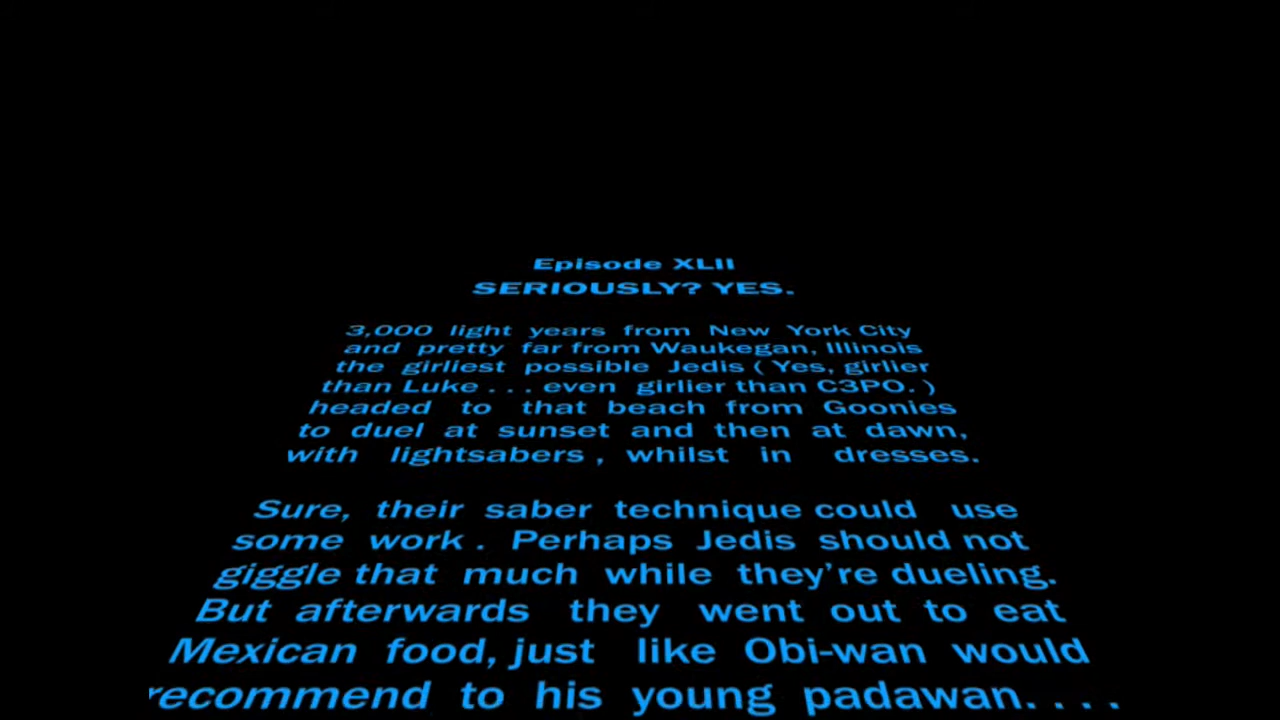 Episode XLII
SERIOUSLY? YES.
3,000 light years from New York City
and pretty far from Waukegan, Illinois
the girliest possible Jedis ( Yes, girlier
than Luke . . . even girlier than C3PO. )
headed to that beach from Goonies
to duel at sunset and then at dawn,
with lightsabers , whilst in dresses.
Sure, their saber technique could use
some work . Perhaps Jedis should not
giggle that much while they're dueling.
But afterwards they went out to eat
Mexican food, just like Obi-wan would
recommend to his young padawan. . . .